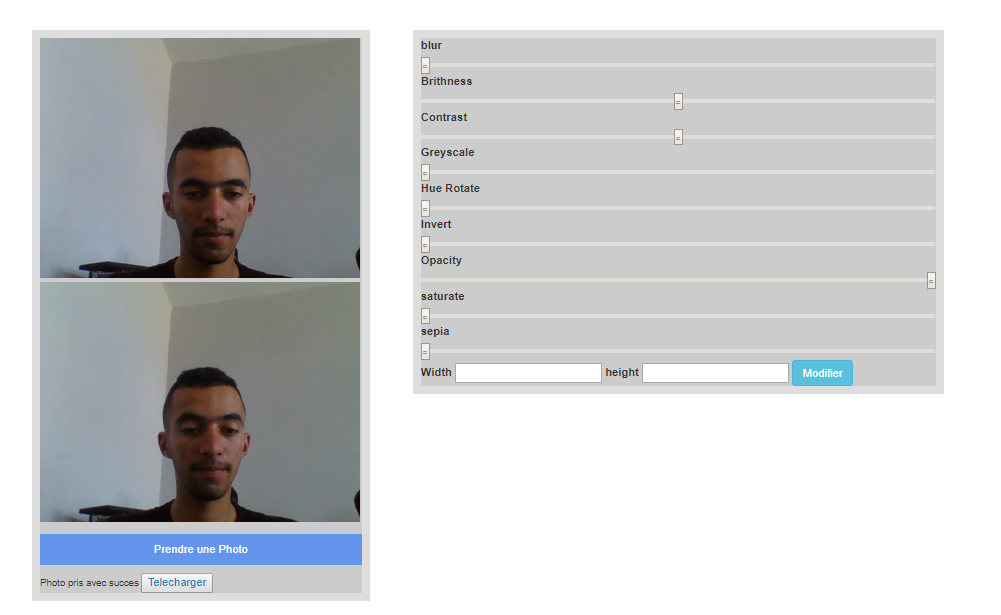 Prendre une Photo
Photo pris avec succes Telecharger
blur
Brithness
Contrast
Greyscale
Hue Rotate
Invert
Opacity
saturate
sepia
Width height Modifier